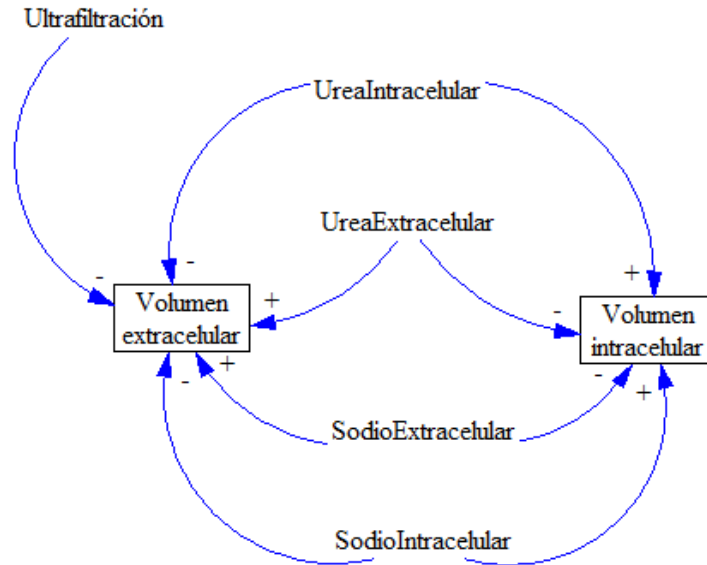 Ultrafiltración
UreaIntracelular
UreaExtracelular
-
-
+
+
-
Volumen
extracelular
Volumen
intracelular
+
-
-
+
SodioExtracelular
SodioIntracelular